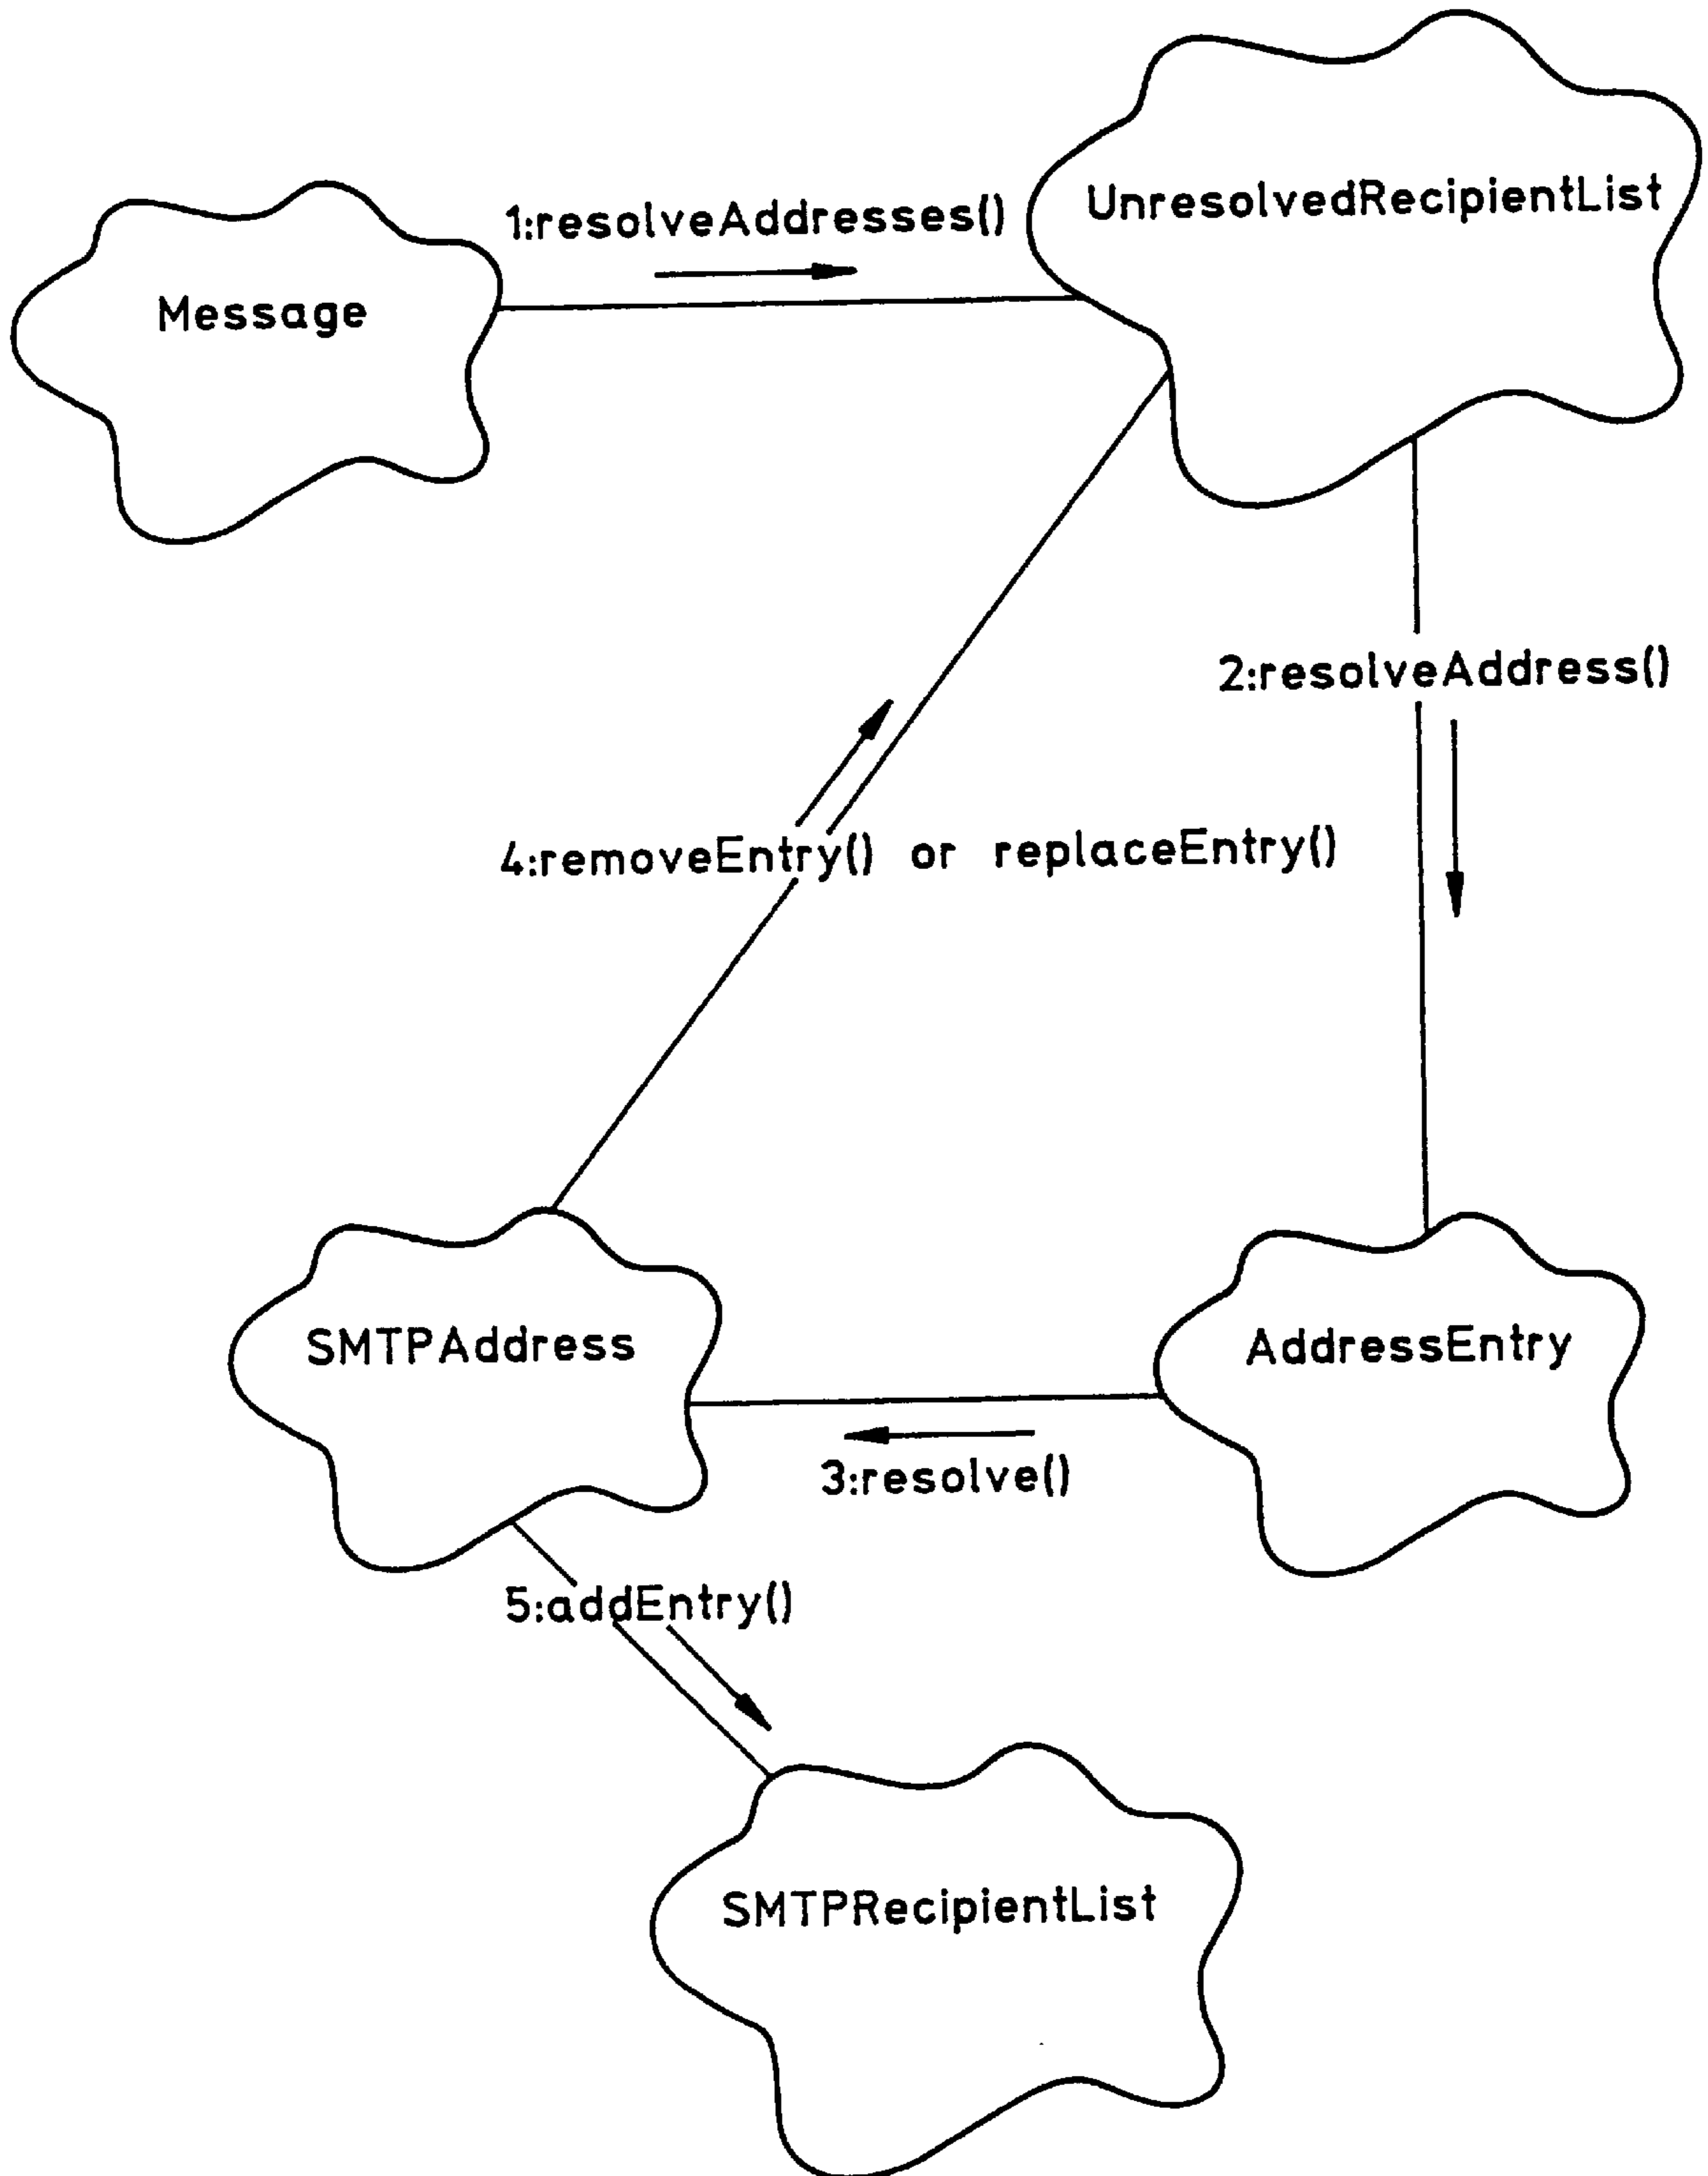 UnresolvedRecipientList
1:resolveAddresses()
Message
2:resolveAddress()
4:removeEntry() or replaceEntry()
SMTPAddress
AddressEntry
3:resolve()
5:addEntry()
SMTPRecipientList